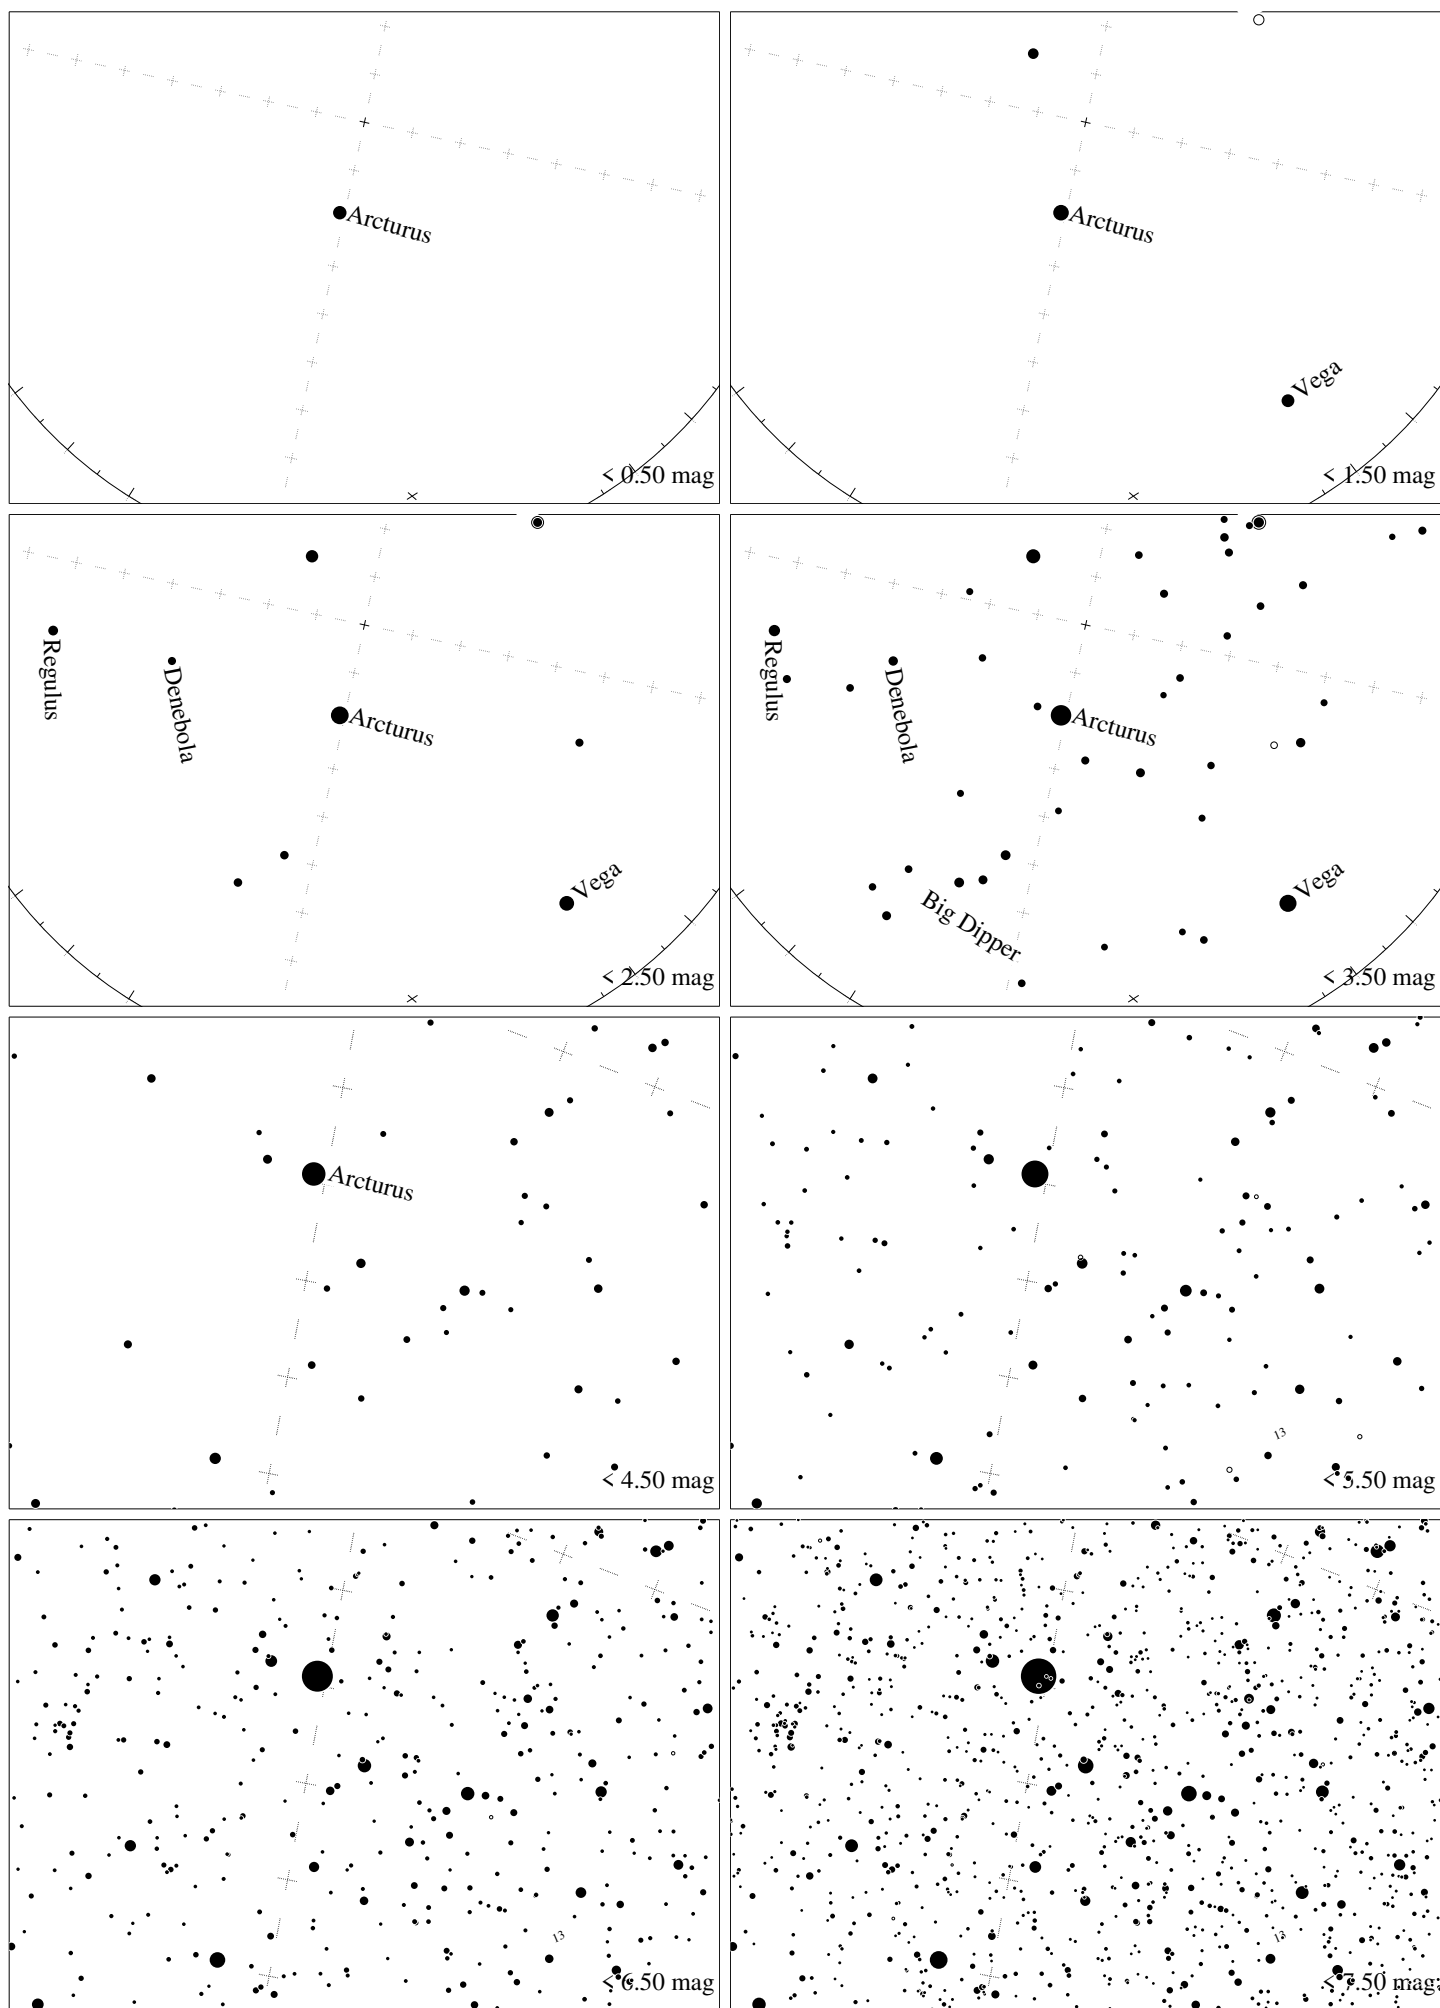 Arcturus
< 0.50 mag
Arcturus
Vega
< 1.50 mag
Regulus
Denebola
Arcturus
Vega
< 2.50 mag
Regulus
Denebola
Arcturus
Vega
Big Dipper
< 3.50 mag
Arcturus
< 4.50 mag
13
< 5.50 mag
13
< 6.50 mag
13
< 7.50 mag